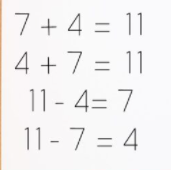 7 + 4 = 11
4 + 7 = 11
11 - 4= 7
11 - 7 = 4